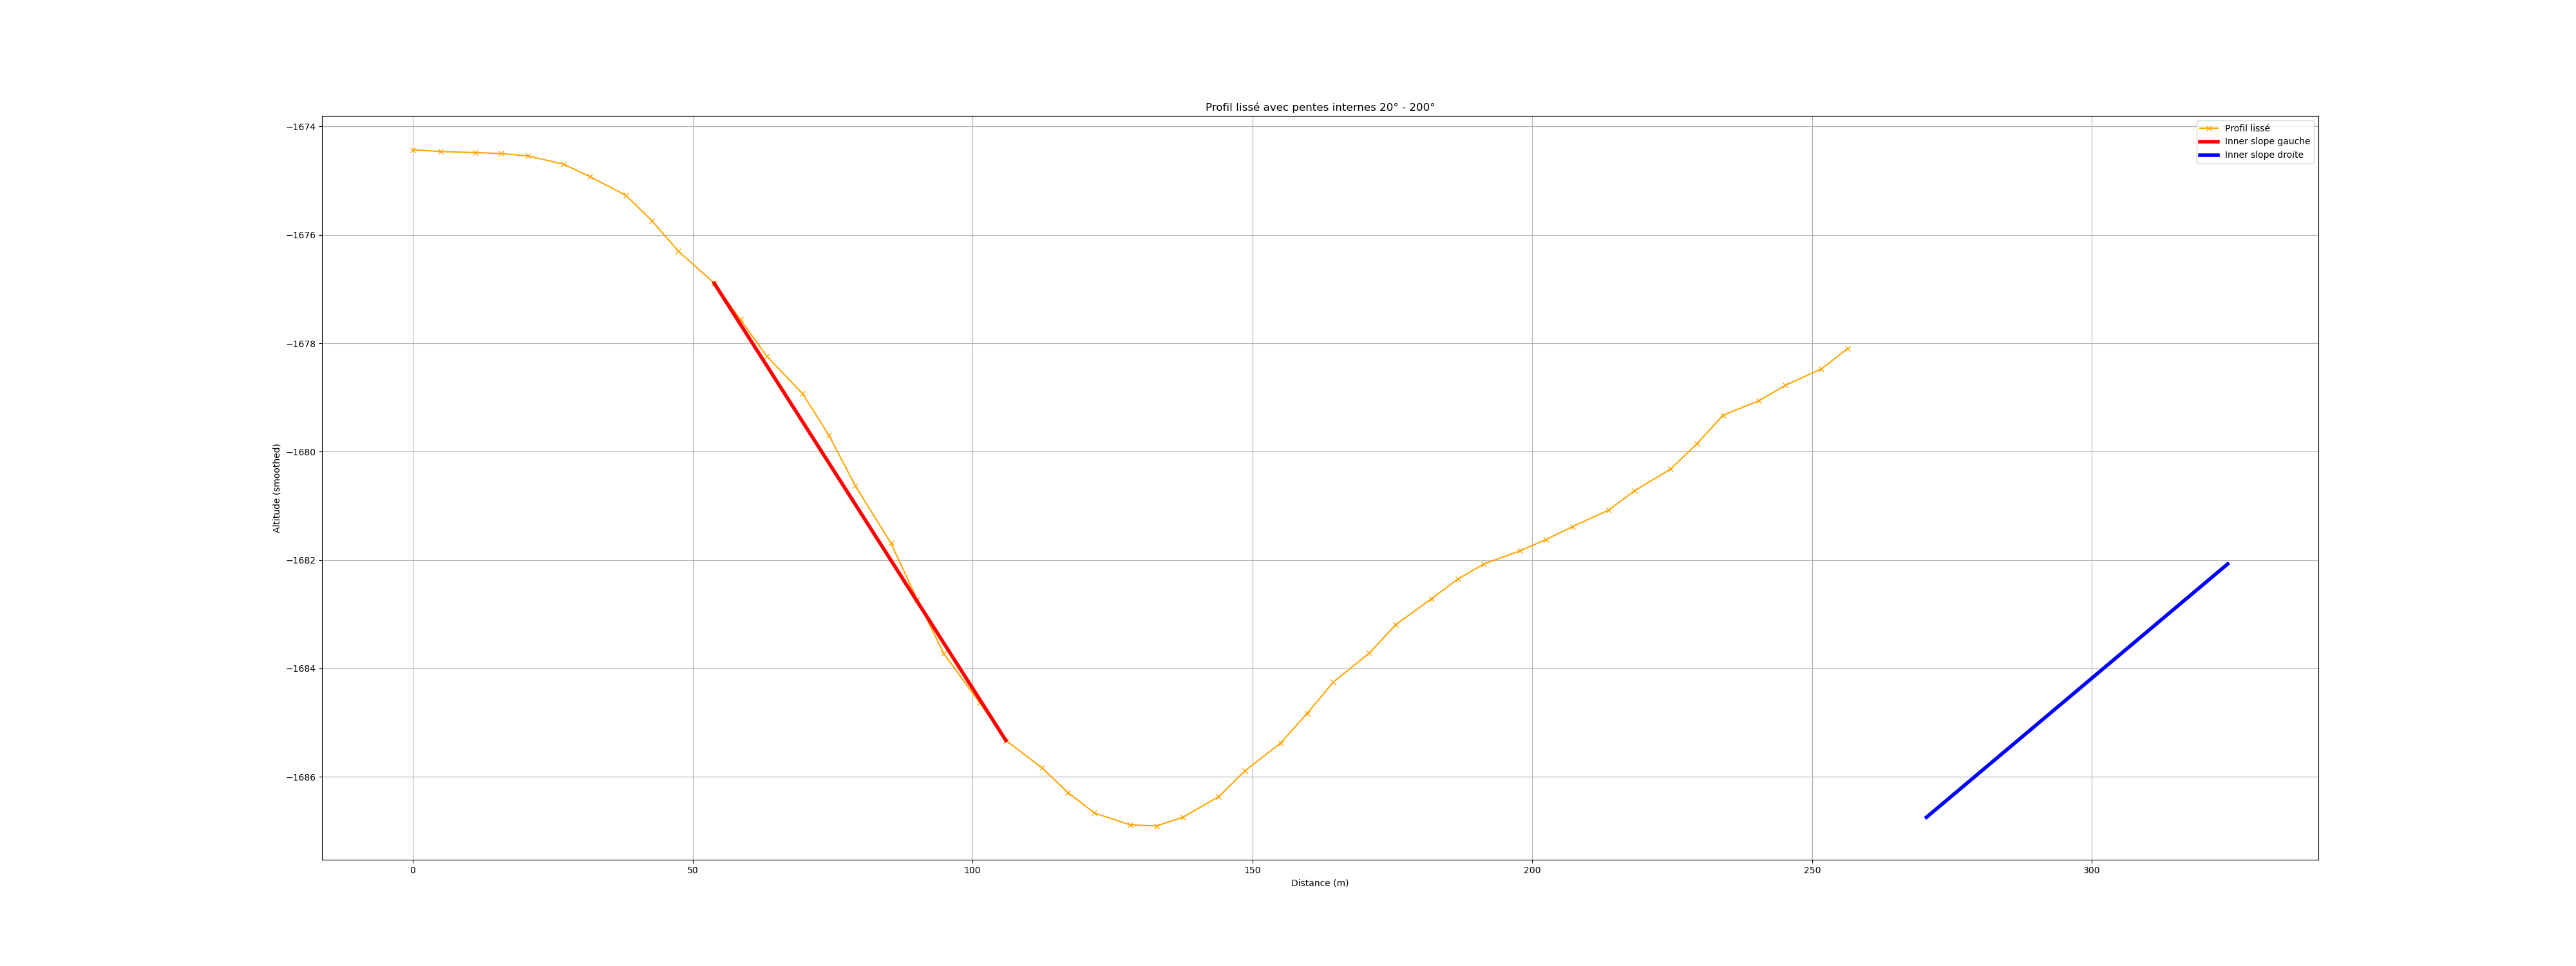 Profil lissé avec pentes internes 20° - 200°
Profil lissé
Inner slope gauche
Inner slope droite
−1674
−1676
−1678
−1680
−1682
−1684
−1686
Altitude (smoothed)
0
50
100
150
200
250
300
Distance (m)